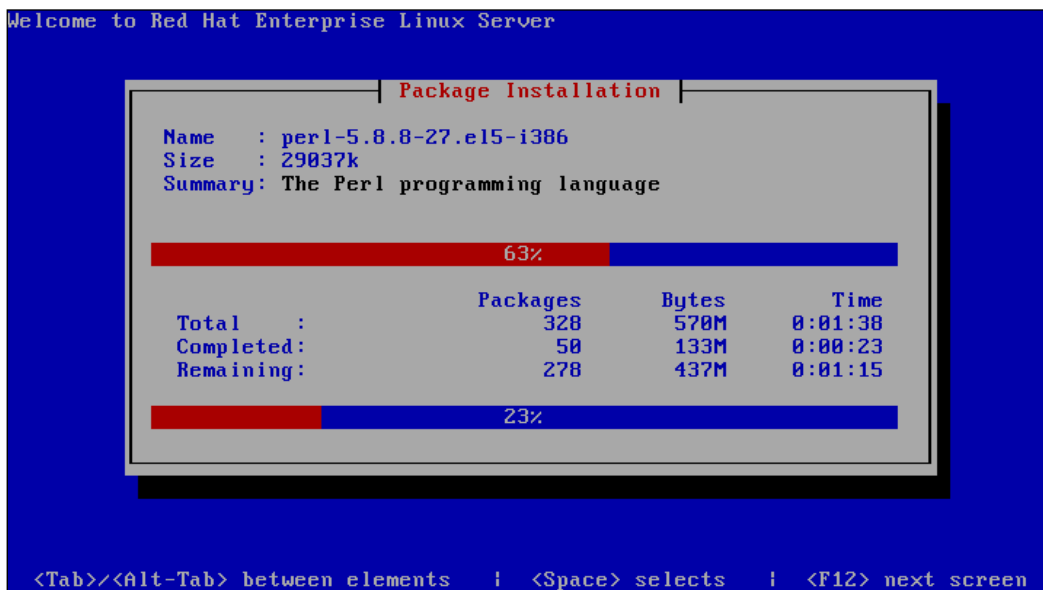 Welcome to Red Hat Enterprise Linux Server
Package Installation
Name   : perl-5.8.8-27.el5-i386
Size   : 29037k
Summary: The Perl programming language
63%
Packages Bytes Time
Total     : 328 570M 0:01:38
Completed: 50 133M 0:00:23
Remaining: 278 437M 0:01:15
23%
<Tab>/<Alt-Tab> between elements   |  <Space> selects   |  <F12> next screen